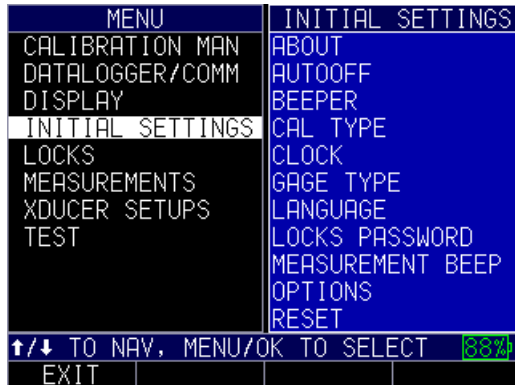 MENU
CALIBRATION MAN
DATALOGGER/COMM
DISPLAY
INITIAL SETTINGS
LOCKS
MEASUREMENTS
XDUCER SETUPS
TEST
INITIAL SETTINGS
ABOUT
AUTOOFF
BEEPER
CAL TYPE
CLOCK
GAGE TYPE
LANGUAGE
LOCKS PASSWORD
MEASUREMENT BEEP
OPTIONS
RESET
⬆/⬇ TO NAV, MENU/OK TO SELECT 88%
EXIT